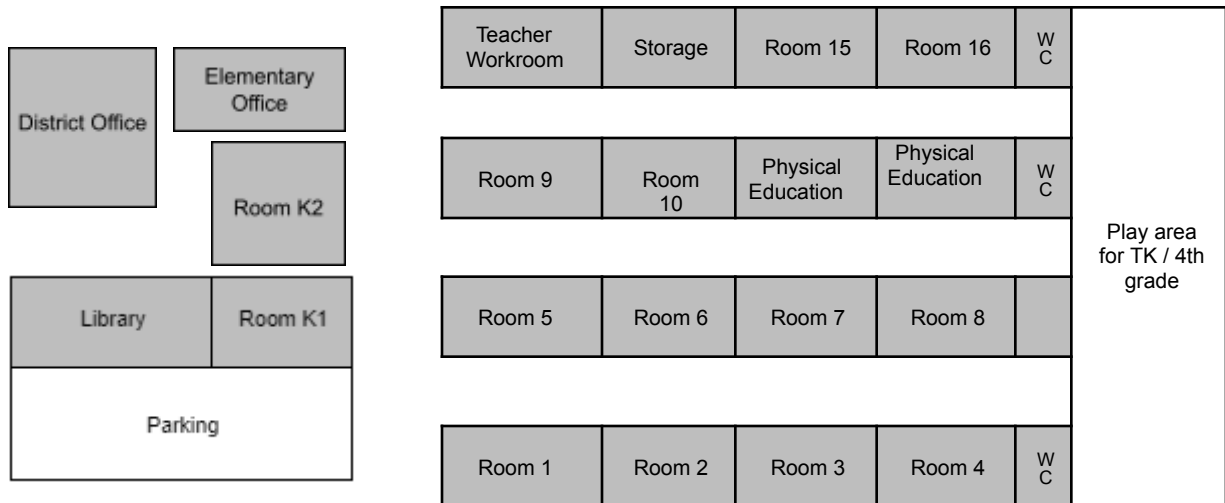 District Office
Elementary
Office
Room K2
Library
Room K1
Parking
Teacher
Workroom
Storage
Room 15
Room 16
W
C
Room 9
Room
10
Physical
Education
Physical
Education
W
C
Room 5
Room 6
Room 7
Room 8
Room 1
Room 2
Room 3
Room 4
W
C
Play area
for TK / 4th
grade